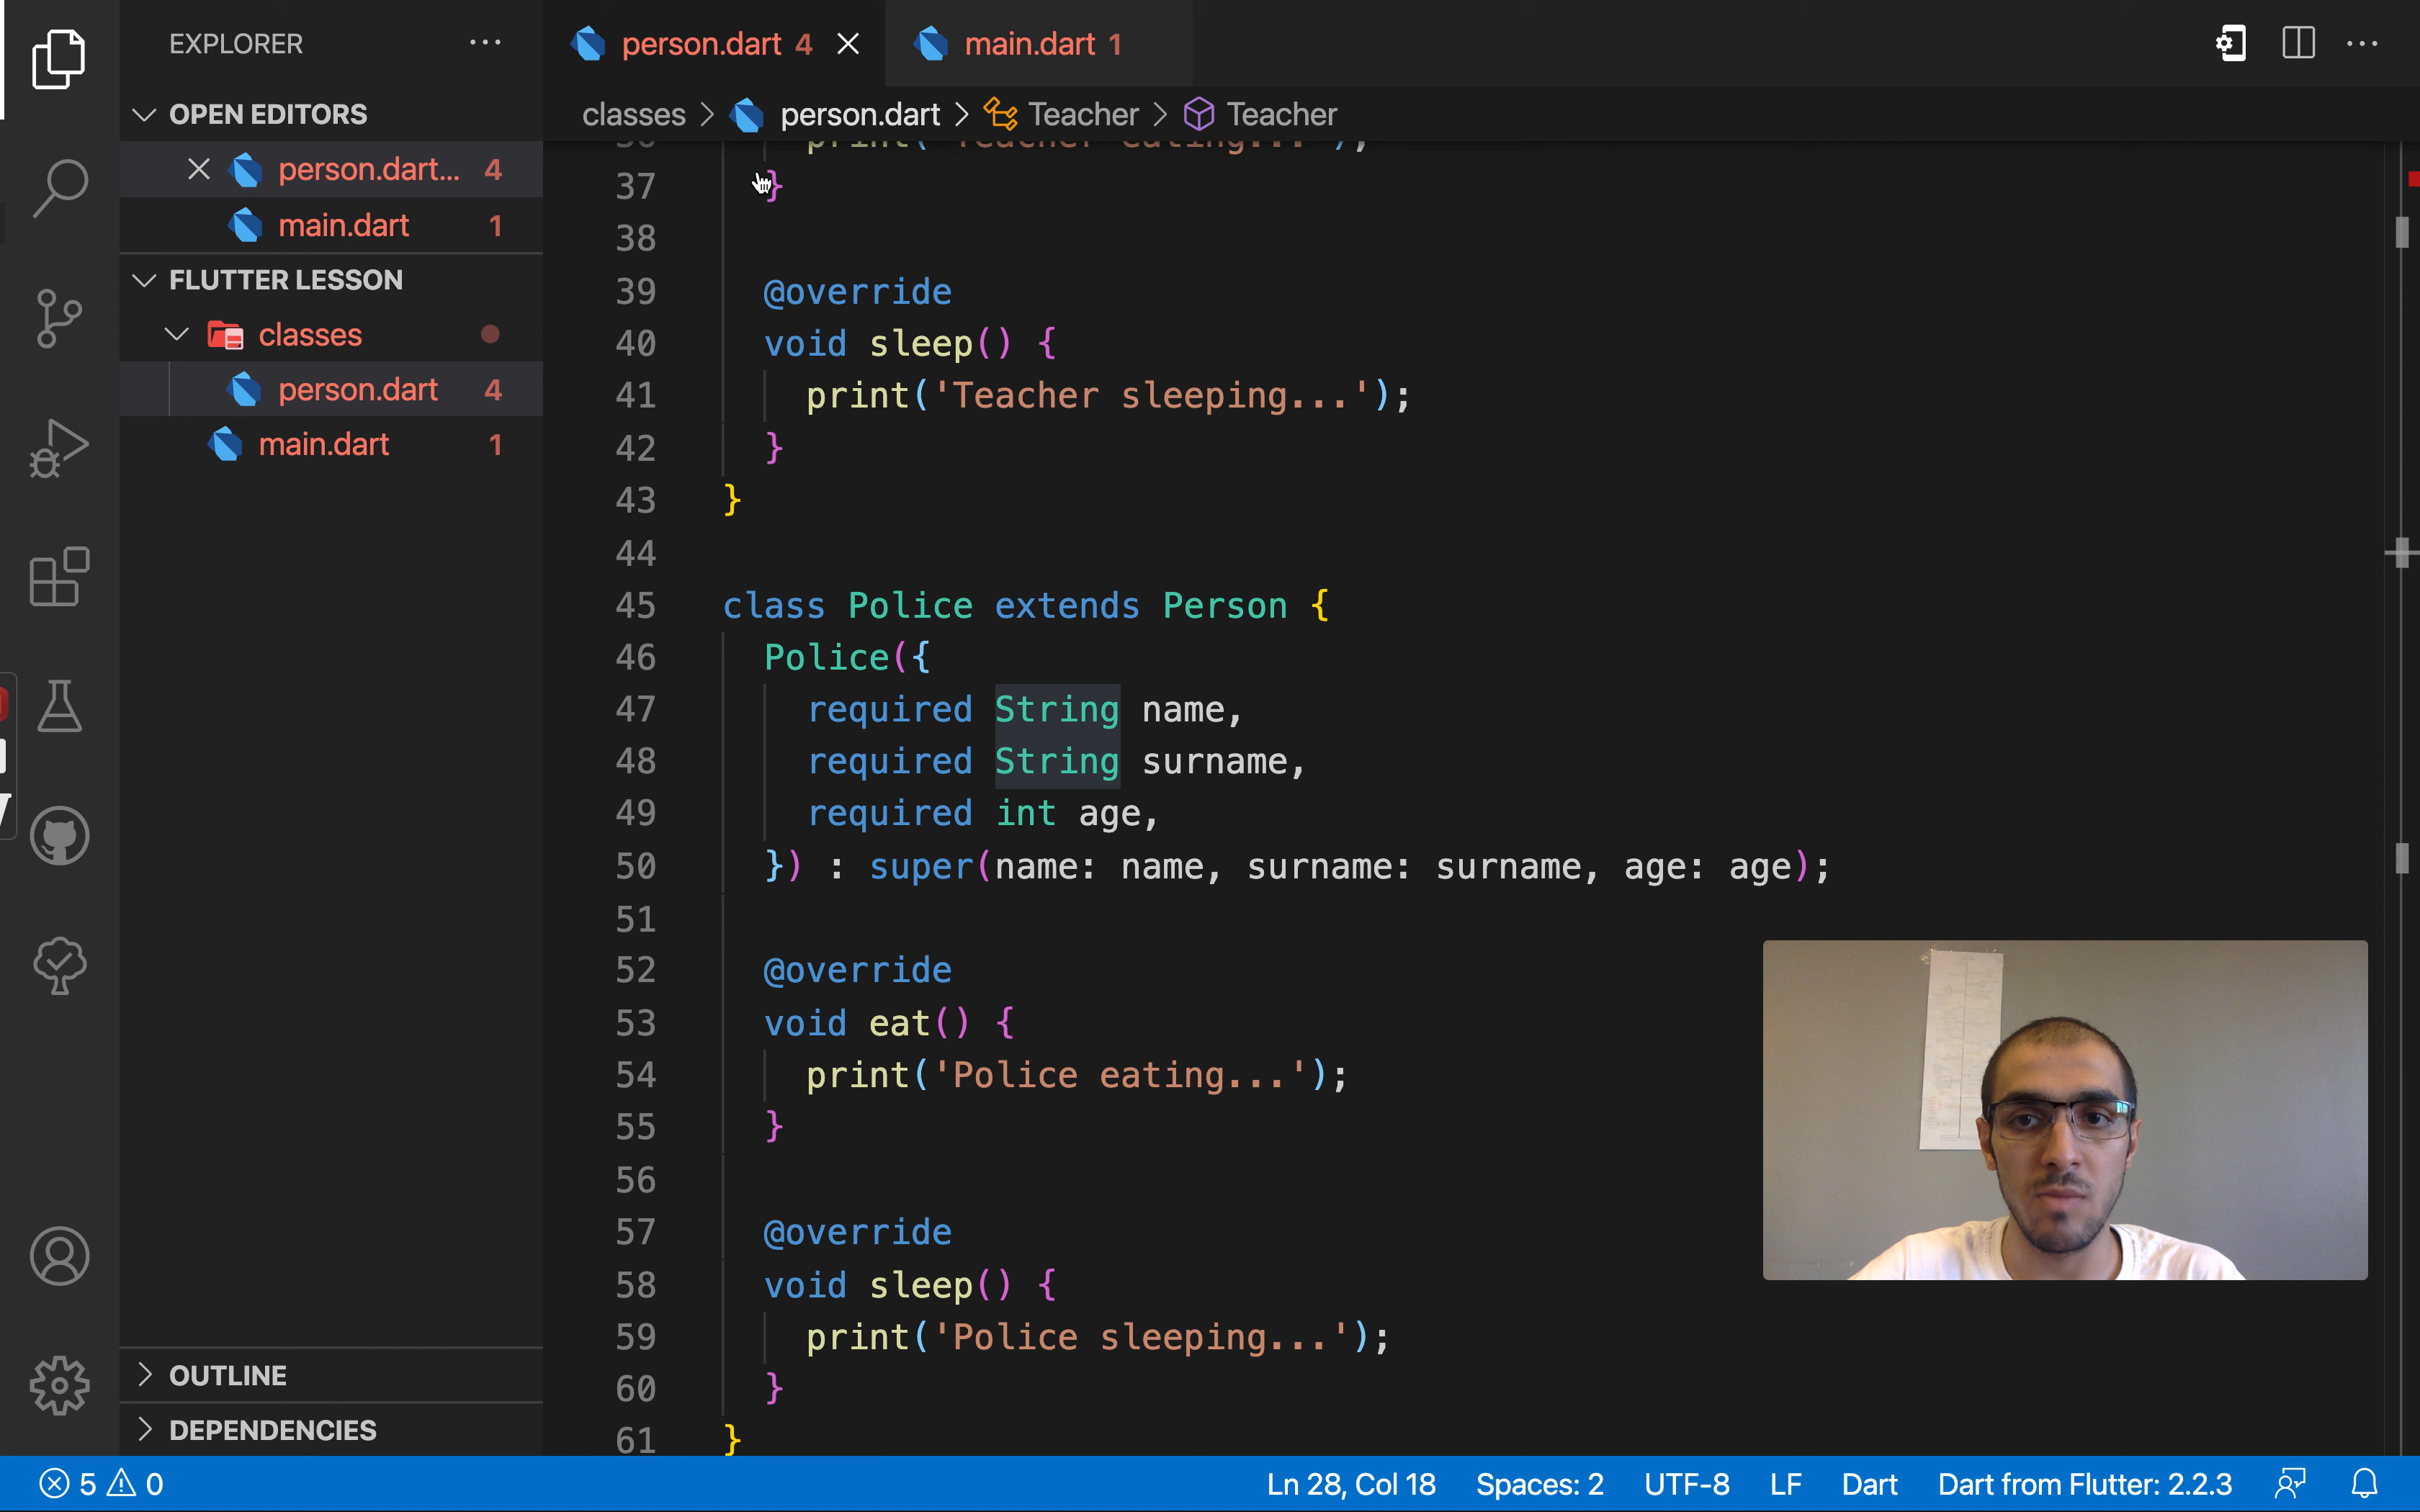 EXPLORER
person.dart 4
main.dart 1
OPEN EDITORS
classes > person.dart > Teacher > Teacher
person.dart... 4
main.dart 1
FLUTTER LESSON
classes
person.dart 4
main.dart 1
OUTLINE
DEPENDENCIES
36 print('Teacher eating...');
37 }
38
39 @override
40 void sleep() {
41 print('Teacher sleeping...');
42 }
43 }
44
45 class Police extends Person {
46 Police({
47 required String name,
48 required String surname,
49 required int age,
50 }) : super(name: name, surname: surname, age: age);
51
52 @override
53 void eat() {
54 print('Police eating...');
55 }
56
57 @override
58 void sleep() {
59 print('Police sleeping...');
60 }
61 }
5 0 Ln 28, Col 18 Spaces: 2 UTF-8 LF Dart Dart from Flutter: 2.2.3